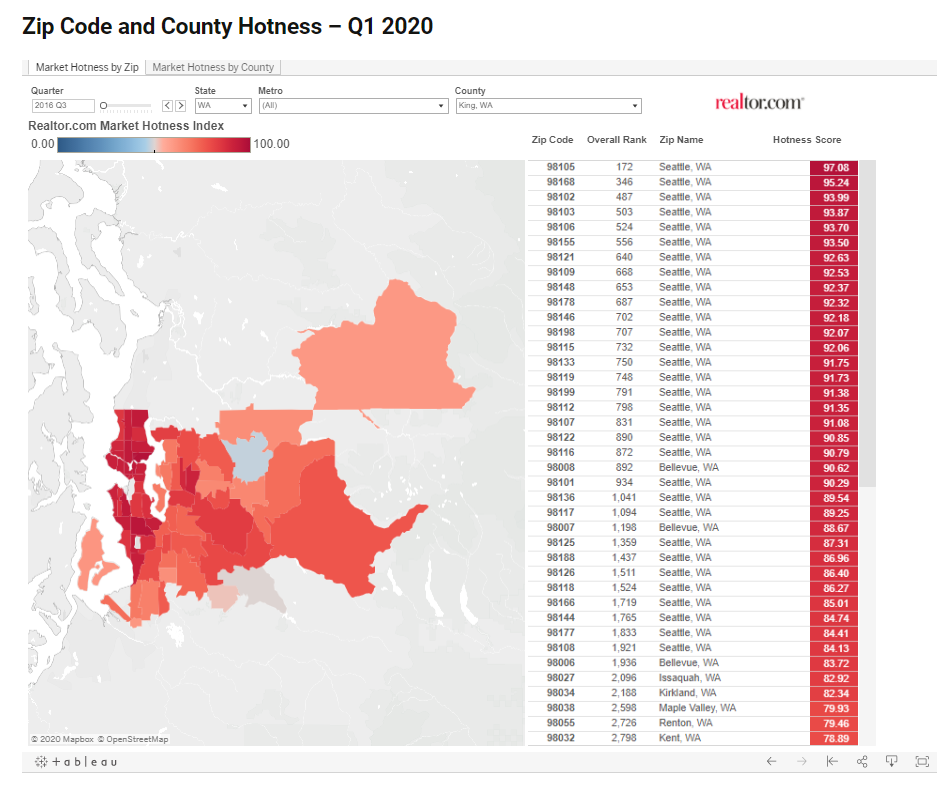 Zip Code and County Hotness – Q1 2020
Market Hotness by Zip Market Hotness by County
Quarter State Metro County
2016 Q3 WA (All) King, WA
realtor.com®
Realtor.com Market Hotness Index
0.00 100.00
Zip Code Overall Rank Zip Name Hotness Score
98105 172 Seattle, WA 97.08
98168 346 Seattle, WA 95.24
98102 487 Seattle, WA 93.99
98103 503 Seattle, WA 93.87
98106 524 Seattle, WA 93.70
98155 556 Seattle, WA 93.50
98121 640 Seattle, WA 92.63
98109 668 Seattle, WA 92.53
98148 653 Seattle, WA 92.37
98178 687 Seattle, WA 92.32
98146 702 Seattle, WA 92.18
98198 707 Seattle, WA 92.07
98115 732 Seattle, WA 92.06
98133 750 Seattle, WA 91.75
98119 748 Seattle, WA 91.73
98199 791 Seattle, WA 91.38
98112 798 Seattle, WA 91.35
98107 831 Seattle, WA 91.08
98122 890 Seattle, WA 90.85
98116 872 Seattle, WA 90.79
98008 892 Bellevue, WA 90.62
98101 934 Seattle, WA 90.29
98136 1,041 Seattle, WA 89.54
98117 1,094 Seattle, WA 89.25
98007 1,198 Bellevue, WA 88.67
98125 1,359 Seattle, WA 87.31
98188 1,437 Seattle, WA 86.96
98126 1,511 Seattle, WA 86.40
98118 1,524 Seattle, WA 86.27
98166 1,719 Seattle, WA 85.01
98144 1,765 Seattle, WA 84.74
98177 1,833 Seattle, WA 84.41
98108 1,921 Seattle, WA 84.13
98006 1,936 Bellevue, WA 83.72
98027 2,096 Issaquah, WA 82.92
98034 2,188 Kirkland, WA 82.34
98038 2,598 Maple Valley, WA 79.93
98055 2,726 Renton, WA 79.46
98032 2,798 Kent, WA 78.89
© 2020 Mapbox © OpenStreetMap
+ableau